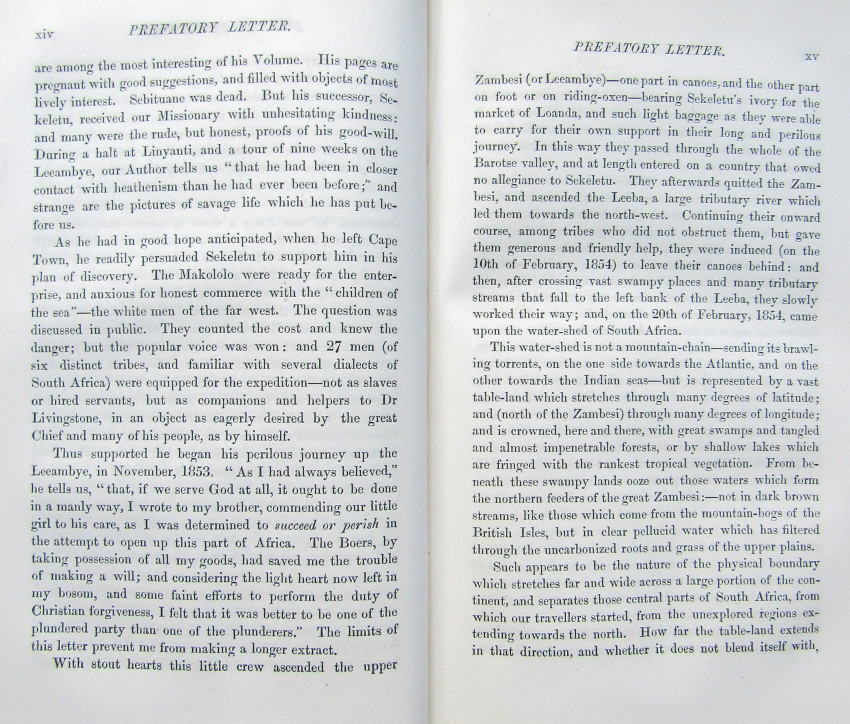 xiv
PREFATORY LETTER.
are among the most interesting of his Volume. His pages are
pregnant with good suggestions, and filled with objects of most
lively interest. Sebituane was dead. But his successor, Se-
keletu, received our Missionary with unhesitating kindness:
and many were the rude, but honest, proofs of his good-will.
During a halt at Linyanti, and a tour of nine weeks on the
Leeambye, our Author tells us “that he had been in closer
contact with heathenism than he had ever been before;” and
strange are the pictures of savage life which he has put be-
fore us.
As he had in good hope anticipated, when he left Cape
Town, he readily persuaded Sekeletu to support him in his
plan of discovery. The Makololo were ready for the enter-
prise, and anxious for honest commerce with the “children of
the sea”—the white men of the far west. The question was
discussed in public. They counted the cost and knew the
danger; but the popular voice was won: and 27 men (of
six distinct tribes, and familiar with several dialects of
South Africa) were equipped for the expedition—not as slaves
or hired servants, but as companions and helpers to Dr
Livingstone, in an object as eagerly desired by the great
Chief and many of his people, as by himself.
Thus supported he began his perilous journey up the
Leeambye, in November, 1853. “As I had always believed,”
he tells us, “that, if we serve God at all, it ought to be done
in a manly way, I wrote to my brother, commending our little
girl to his care, as I was determined to succeed or perish in
the attempt to open up this part of Africa. The Boers, by
taking possession of all my goods, had saved me the trouble
of making a will; and considering the light heart now left in
my bosom, and some faint efforts to perform the duty of
Christian forgiveness, I felt that it was better to be one of the
plundered party than one of the plunderers.” The limits of
this letter prevent me from making a longer extract.
With stout hearts this little crew ascended the upper
PREFATORY LETTER.
xv
Zambesi (or Leeambye)—one part in canoes, and the other part
on foot or on riding-oxen—bearing Sekeletu's ivory for the
market of Loanda, and such light baggage as they were able
to carry for their own support in their long and perilous
journey. In this way they passed through the whole of the
Barotse valley, and at length entered on a country that owed
no allegiance to Sekeletu. They afterwards quitted the Zam-
besi, and ascended the Leeba, a large tributary river which
led them towards the north-west. Continuing their onward
course, among tribes who did not obstruct them, but gave
them generous and friendly help, they were induced (on the
10th of February, 1854) to leave their canoes behind: and
then, after crossing vast swampy places and many tributary
streams that fall to the left bank of the Leeba, they slowly
worked their way; and, on the 20th of February, 1854, came
upon the water-shed of South Africa.
This water-shed is not a mountain-chain—sending its brawl-
ing torrents, on the one side towards the Atlantic, and on the
other towards the Indian seas—but is represented by a vast
table-land which stretches through many degrees of latitude;
and (north of the Zambesi) through many degrees of longitude;
and is crowned, here and there, with great swamps and tangled
and almost impenetrable forests, or by shallow lakes which
are fringed with the rankest tropical vegetation. From be-
neath these swampy lands ooze out those waters which form
the northern feeders of the great Zambesi:—not in dark brown
streams, like those which come from the mountain-bogs of the
British Isles, but in clear pellucid water which has filtered
through the uncarbonized roots and grass of the upper plains.
Such appears to be the nature of the physical boundary
which stretches far and wide across a large portion of the con-
tinent, and separates those central parts of South Africa, from
which our travellers started, from the unexplored regions ex-
tending towards the north. How far the table-land extends
in that direction, and whether it does not blend itself with,